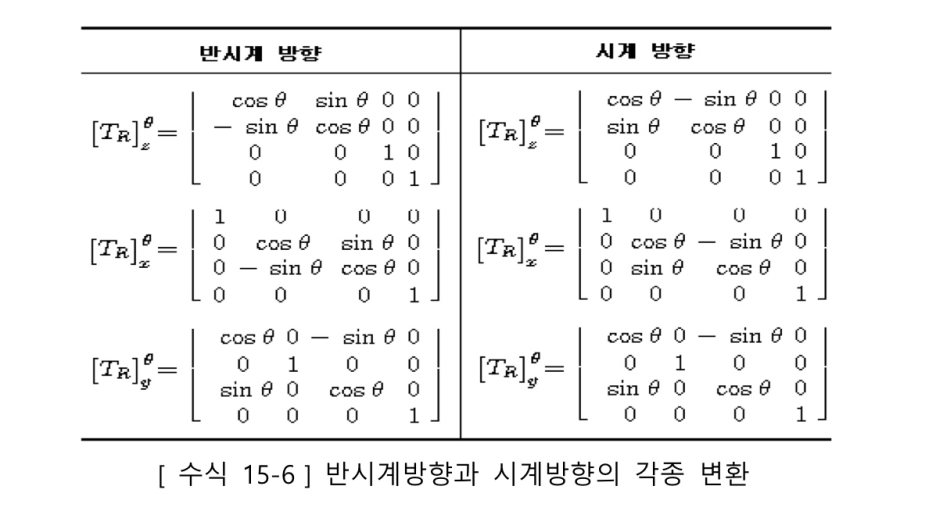 반시계 방향 시계 방향
[T_R]_z^θ = [ cos θ sin θ 0 0 [T_R]_z^θ = [ cos θ − sin θ 0 0
− sin θ cos θ 0 0 sin θ cos θ 0 0
0 0 1 0 0 0 1 0
0 0 0 1 ] 0 0 0 1 ]
[T_R]_x^θ = [ 1 0 0 0 [T_R]_x^θ = [ 1 0 0 0
0 cos θ sin θ 0 0 cos θ − sin θ 0
0 − sin θ cos θ 0 0 sin θ cos θ 0
0 0 0 1 ] 0 0 0 1 ]
[T_R]_y^θ = [ cos θ 0 − sin θ 0 [T_R]_y^θ = [ cos θ 0 − sin θ 0
0 1 0 0 0 1 0 0
sin θ 0 cos θ 0 sin θ 0 cos θ 0
0 0 0 1 ] 0 0 0 1 ]
[ 수식 15-6 ] 반시계방향과 시계방향의 각종 변환